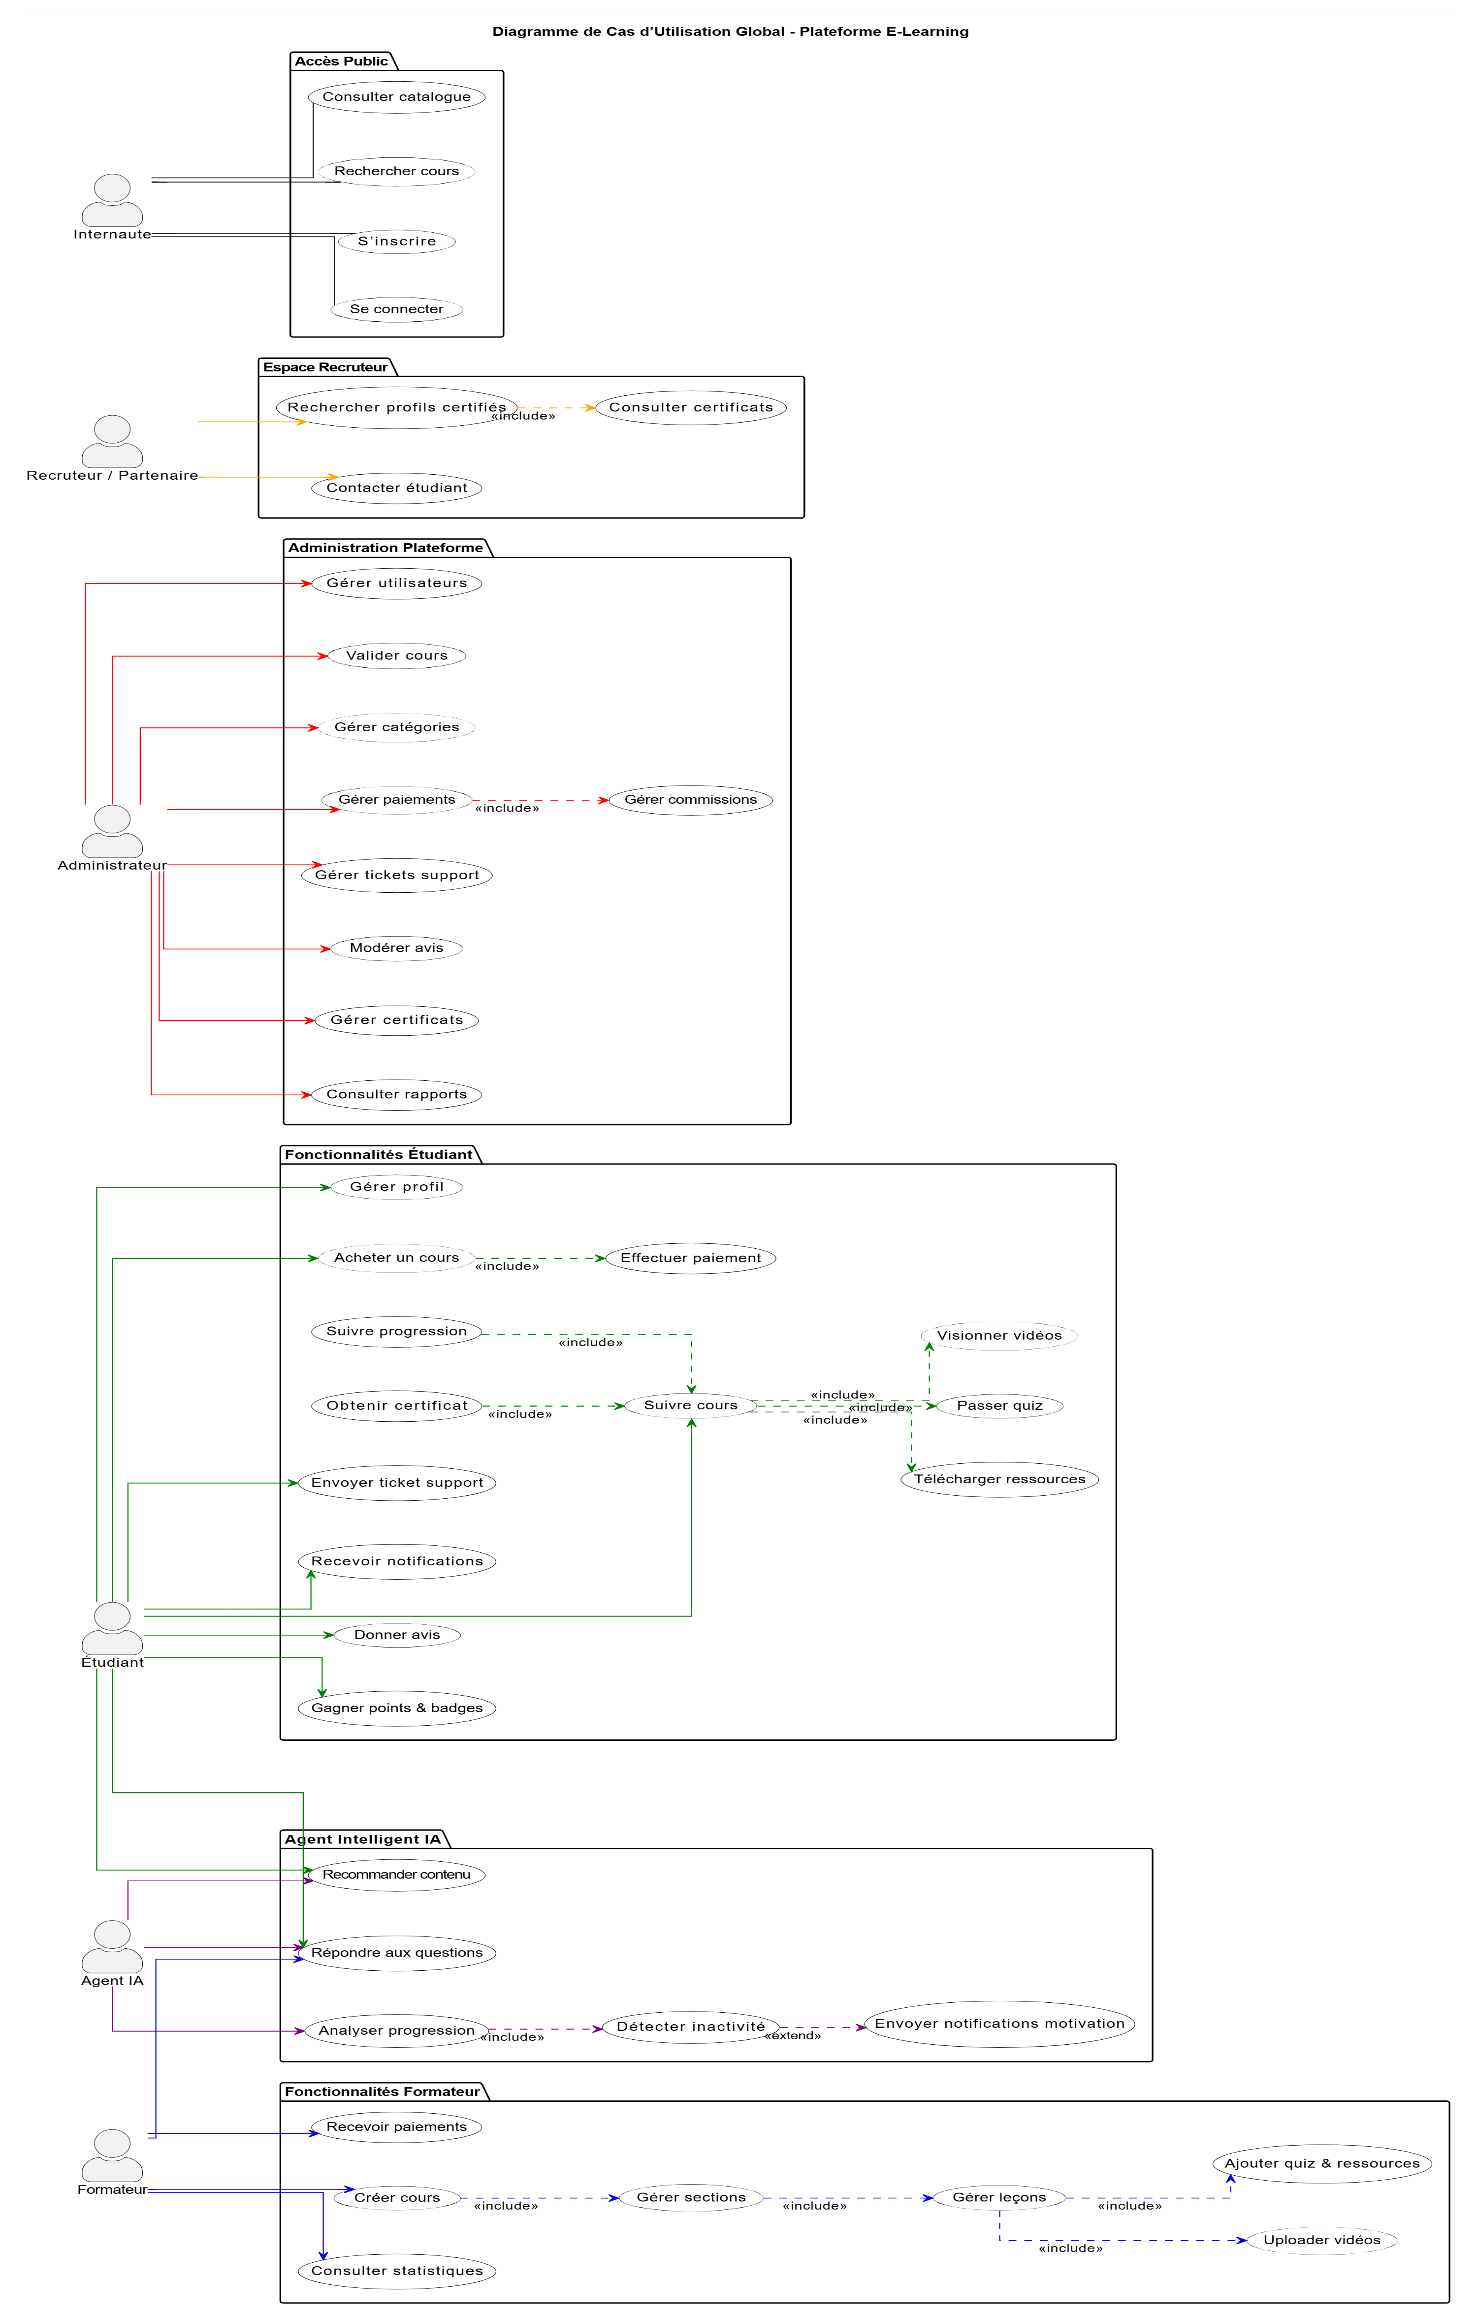 Diagramme de Cas d'Utilisation Global - Plateforme E-Learning
Accès Public
Consulter catalogue
Rechercher cours
Internaute
S'inscrire
Se connecter
Espace Recruteur
Rechercher profils certifiés
«include»
Consulter certificats
Recruteur / Partenaire
Contacter étudiant
Administration Plateforme
Gérer utilisateurs
Valider cours
Gérer catégories
Gérer paiements
«include»
Gérer commissions
Administrateur
Gérer tickets support
Modérer avis
Gérer certificats
Consulter rapports
Fonctionnalités Étudiant
Gérer profil
Acheter un cours
«include»
Effectuer paiement
Suivre progression
«include»
Visionner vidéos
Obtenir certificat
«include»
Suivre cours
«include»
«include»
«include»
Passer quiz
Envoyer ticket support
Télécharger ressources
Recevoir notifications
Donner avis
Étudiant
Gagner points & badges
Agent Intelligent IA
Recommander contenu
Répondre aux questions
Agent IA
Analyser progression
«include»
Détecter inactivité
«extend»
Envoyer notifications motivation
Fonctionnalités Formateur
Recevoir paiements
Ajouter quiz & ressources
Formateur
Créer cours
«include»
Gérer sections
«include»
Gérer leçons
«include»
Uploader vidéos
«include»
Consulter statistiques